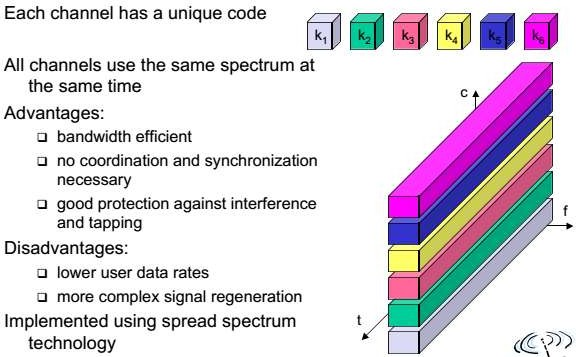 Each channel has a unique code
k1 k2 k3 k4 k5 k6
All channels use the same spectrum at
the same time
Advantages:
❑ bandwidth efficient
❑ no coordination and synchronization
necessary
❑ good protection against interference
and tapping
Disadvantages:
❑ lower user data rates
❑ more complex signal regeneration
Implemented using spread spectrum
technology
c
f
t